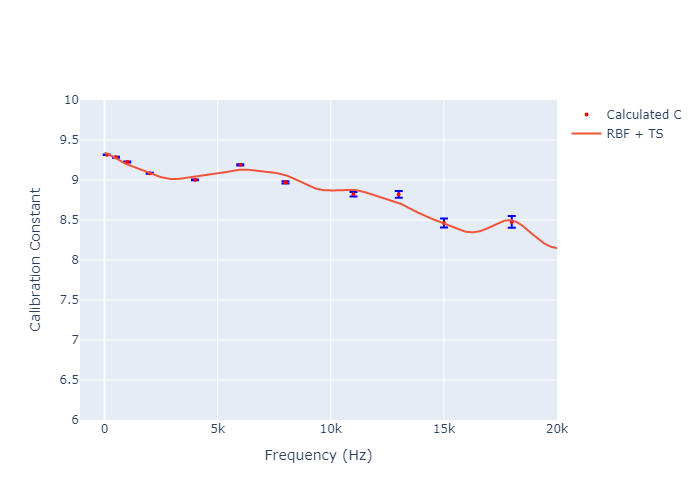 Calculated C
RBF + TS
10
9.5
9
8.5
8
7.5
7
6.5
6
Calibration Constant
0
5k
10k
15k
20k
Frequency (Hz)